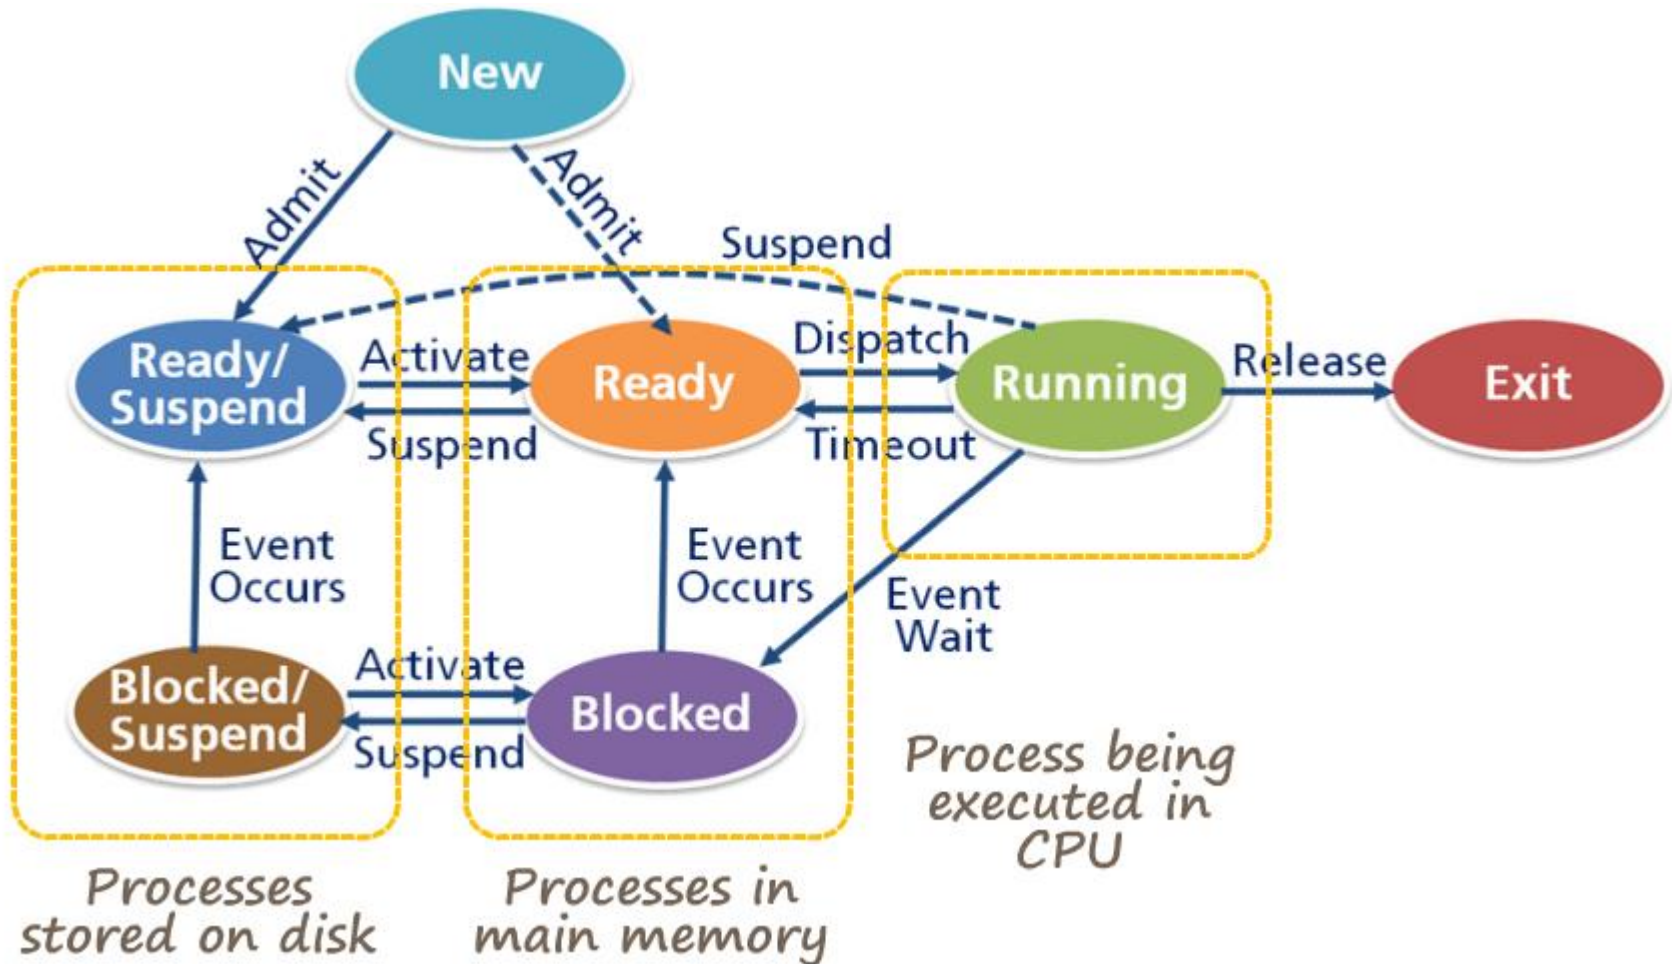 New
Admit
Admit
Suspend
Ready/
Suspend
Activate
Suspend
Ready
Dispatch
Timeout
Running
Release
Exit
Event
Occurs
Event
Occurs
Event
Wait
Blocked/
Suspend
Activate
Suspend
Blocked
Process being
executed in
CPU
Processes
stored on disk
Processes in
main memory